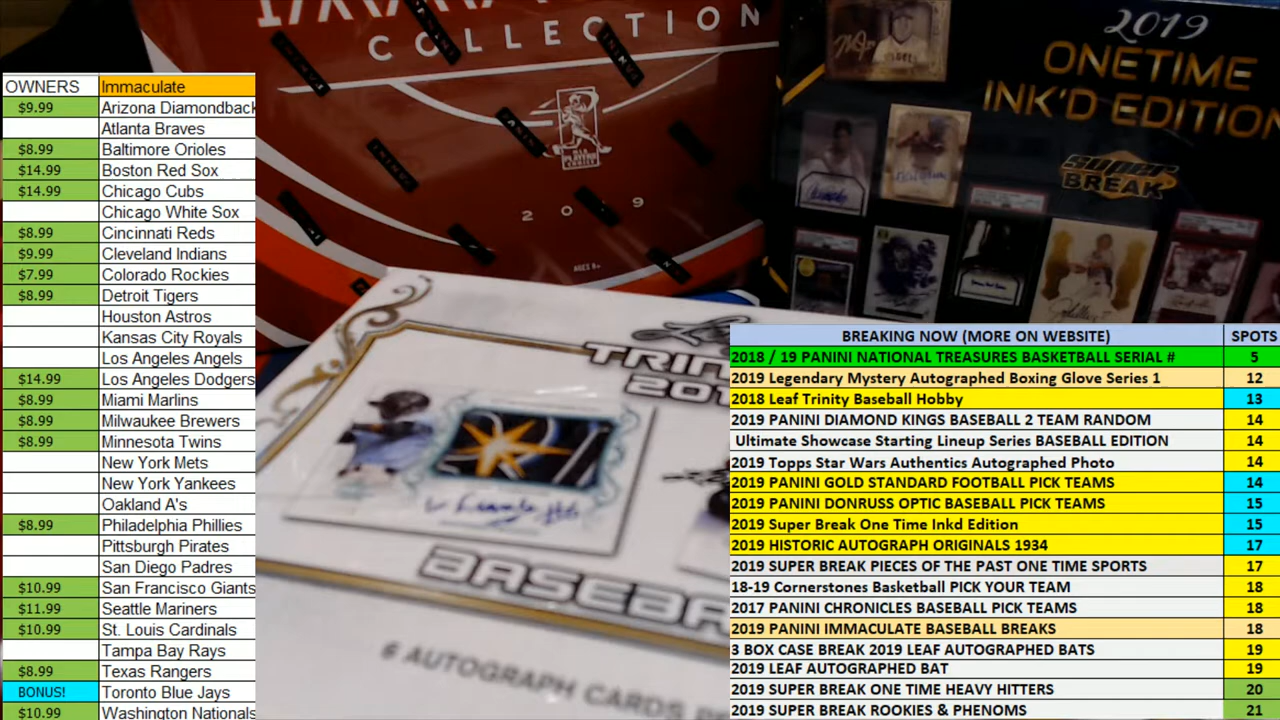 COLLECTION
2019
AGES 8+
2019
ONETIME
INK'D EDITION
SUPER
BREAK
OWNERS Immaculate
$9.99 Arizona Diamondback
Atlanta Braves
$8.99 Baltimore Orioles
$14.99 Boston Red Sox
$14.99 Chicago Cubs
Chicago White Sox
$8.99 Cincinnati Reds
$9.99 Cleveland Indians
$7.99 Colorado Rockies
$8.99 Detroit Tigers
Houston Astros
Kansas City Royals
Los Angeles Angels
$14.99 Los Angeles Dodgers
$8.99 Miami Marlins
$8.99 Milwaukee Brewers
$8.99 Minnesota Twins
New York Mets
New York Yankees
Oakland A's
$8.99 Philadelphia Phillies
Pittsburgh Pirates
San Diego Padres
$10.99 San Francisco Giants
$11.99 Seattle Mariners
$10.99 St. Louis Cardinals
Tampa Bay Rays
$8.99 Texas Rangers
BONUS! Toronto Blue Jays
$10.99 Washington Nationals
Leaf
BASEBA
6 AUTOGRAPH CARDS PE
BREAKING NOW (MORE ON WEBSITE) SPOTS
2018 / 19 PANINI NATIONAL TREASURES BASKETBALL SERIAL # 5
2019 Legendary Mystery Autographed Boxing Glove Series 1 12
2018 Leaf Trinity Baseball Hobby 13
2019 PANINI DIAMOND KINGS BASEBALL 2 TEAM RANDOM 14
Ultimate Showcase Starting Lineup Series BASEBALL EDITION 14
2019 Topps Star Wars Authentics Autographed Photo 14
2019 PANINI GOLD STANDARD FOOTBALL PICK TEAMS 14
2019 PANINI DONRUSS OPTIC BASEBALL PICK TEAMS 15
2019 Super Break One Time Inkd Edition 15
2019 HISTORIC AUTOGRAPH ORIGINALS 1934 17
2019 SUPER BREAK PIECES OF THE PAST ONE TIME SPORTS 17
18-19 Cornerstones Basketball PICK YOUR TEAM 18
2017 PANINI CHRONICLES BASEBALL PICK TEAMS 18
2019 PANINI IMMACULATE BASEBALL BREAKS 18
3 BOX CASE BREAK 2019 LEAF AUTOGRAPHED BATS 19
2019 LEAF AUTOGRAPHED BAT 19
2019 SUPER BREAK ONE TIME HEAVY HITTERS 20
2019 SUPER BREAK ROOKIES & PHENOMS 21